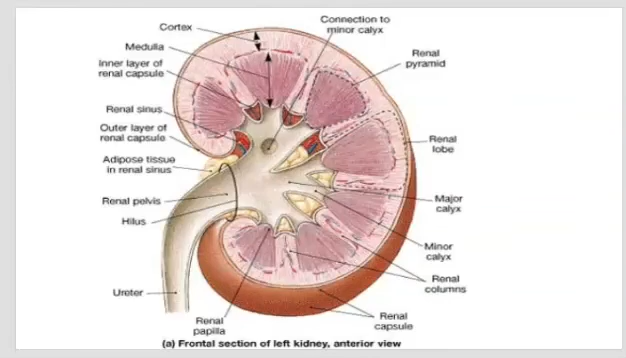 Cortex
Connection to
minor calyx
Medulla
Inner layer of
renal capsule
Renal
pyramid
Renal sinus
Outer layer of
renal capsule
Renal
lobe
Adipose tissue
in renal sinus
Renal pelvis
Major
calyx
Hilus
Minor
calyx
Renal
columns
Ureter
Renal
papilla
Renal
capsule
(a) Frontal section of left kidney, anterior view